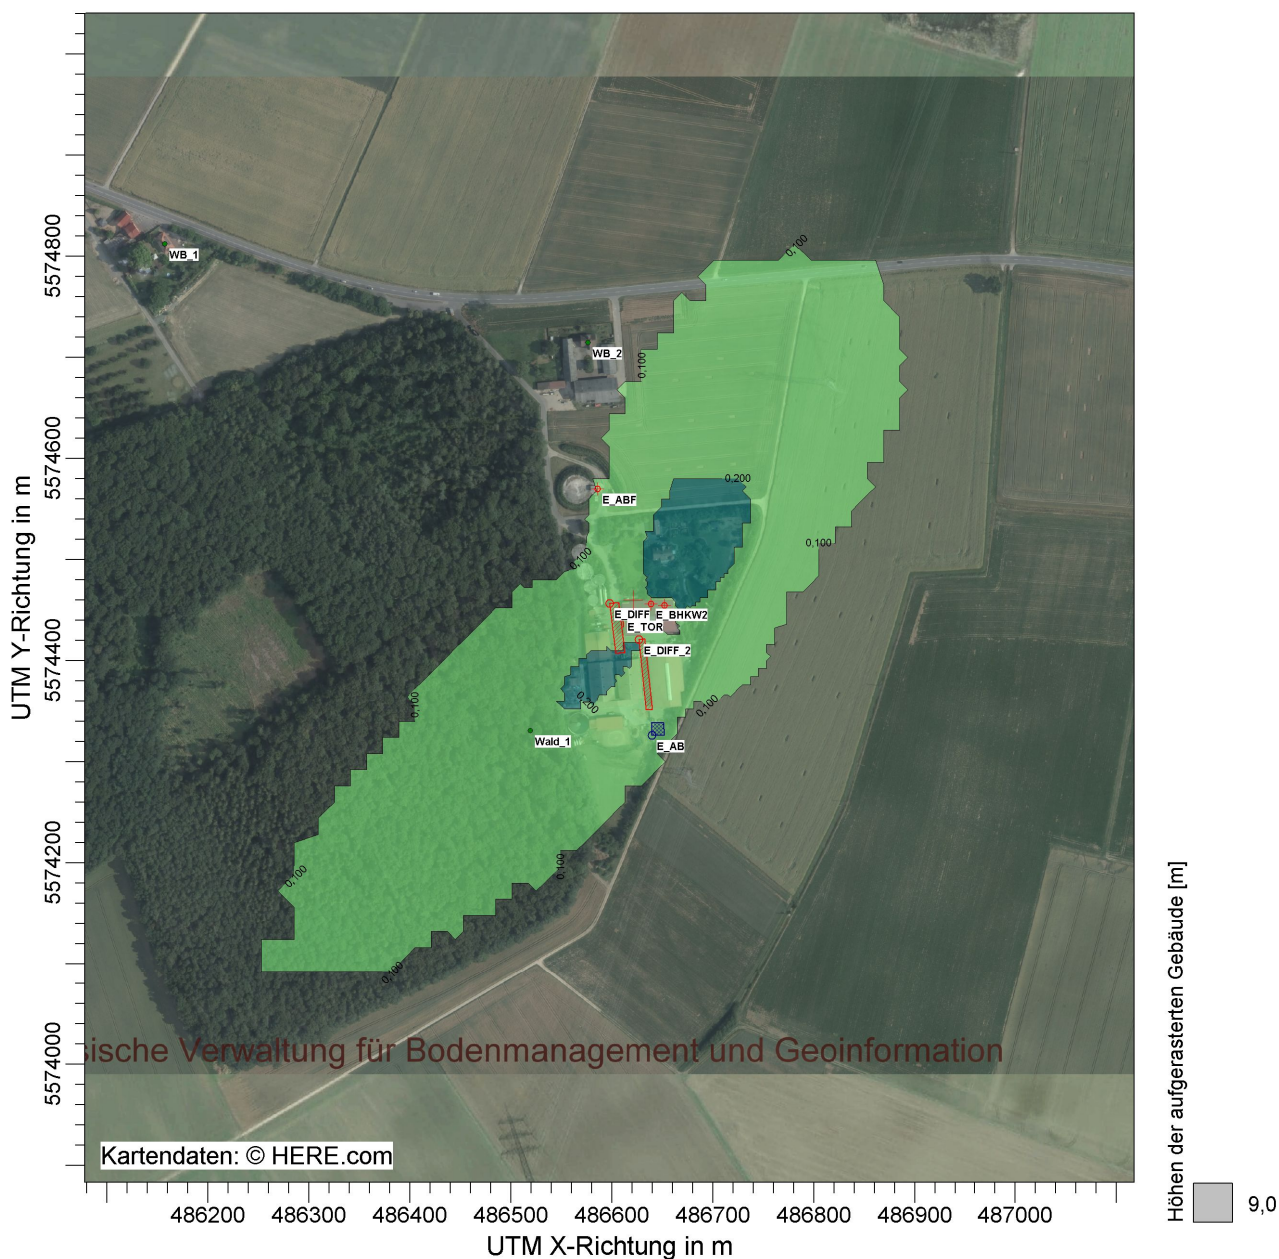 0,100
5574800
WB_1
WB_2
0,100
5574600
0,200
E_ABF
0,100
0,100
E_DIFF
E_BHKW2
E_TOR
UTM Y-Richtung in m
5574400
E_DIFF_2
0,100
0,200
0,100
Wald_1
E_AB
5574200
0,100
0,100
0,100
5574000
sische Verwaltung für Bodenmanagement und Geoinformation
Kartendaten: © HERE.com
Höhen der aufgerasterten Gebäude [m]
9,0
486200 486300 486400 486500 486600 486700 486800 486900 487000
UTM X-Richtung in m